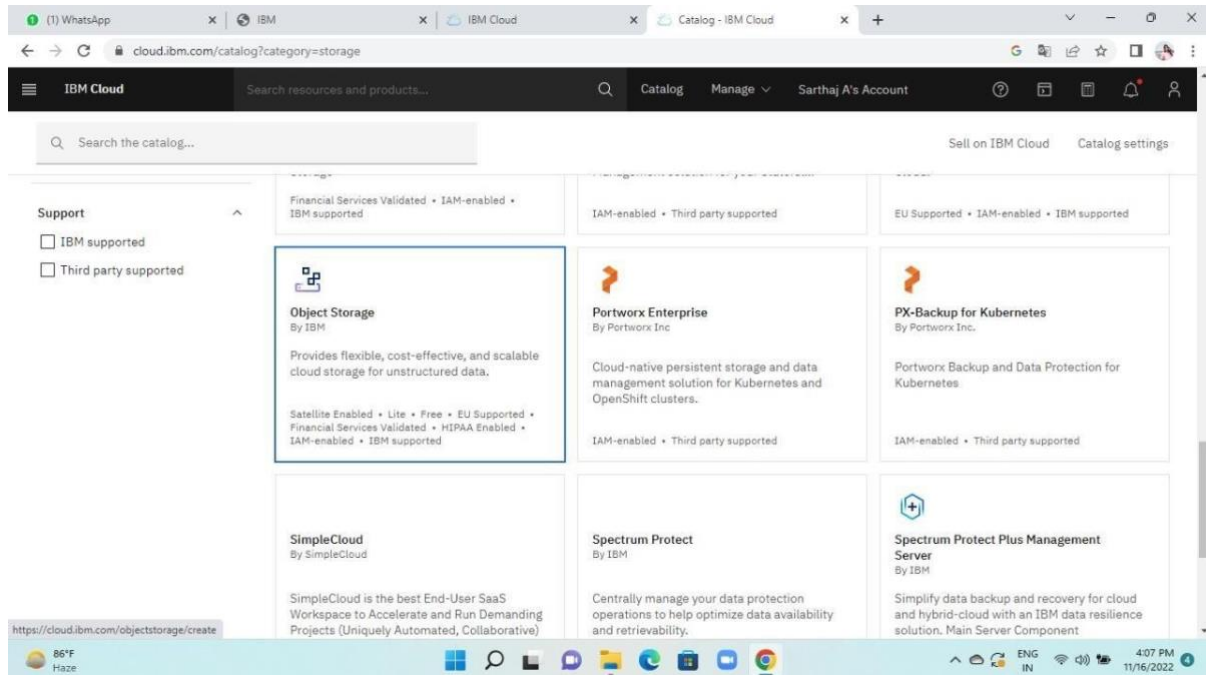 (1) WhatsApp
IBM
IBM Cloud
Catalog - IBM Cloud
cloud.ibm.com/catalog?category=storage
IBM Cloud
Search resources and products...
Catalog
Manage
Sarthaj A's Account
Search the catalog...
Sell on IBM Cloud
Catalog settings
Support
IBM supported
Third party supported
Financial Services Validated • IAM-enabled •
IBM supported
IAM-enabled • Third party supported
EU Supported • IAM-enabled • IBM supported
Object Storage
By IBM
Provides flexible, cost-effective, and scalable
cloud storage for unstructured data.
Satellite Enabled • Lite • Free • EU Supported •
Financial Services Validated • HIPAA Enabled •
IAM-enabled • IBM supported
Portworx Enterprise
By Portworx Inc
Cloud-native persistent storage and data
management solution for Kubernetes and
OpenShift clusters.
IAM-enabled • Third party supported
PX-Backup for Kubernetes
By Portworx Inc.
Portworx Backup and Data Protection for
Kubernetes
IAM-enabled • Third party supported
SimpleCloud
By SimpleCloud
SimpleCloud is the best End-User SaaS
Workspace to Accelerate and Run Demanding
Projects (Uniquely Automated, Collaborative)
Spectrum Protect
By IBM
Centrally manage your data protection
operations to help optimize data availability
and retrievability.
Spectrum Protect Plus Management
Server
By IBM
Simplify data backup and recovery for cloud
and hybrid-cloud with an IBM data resilience
solution. Main Server Component
https://cloud.ibm.com/objectstorage/create
86°F
Haze
ENG
IN
4:07 PM
11/16/2022
4